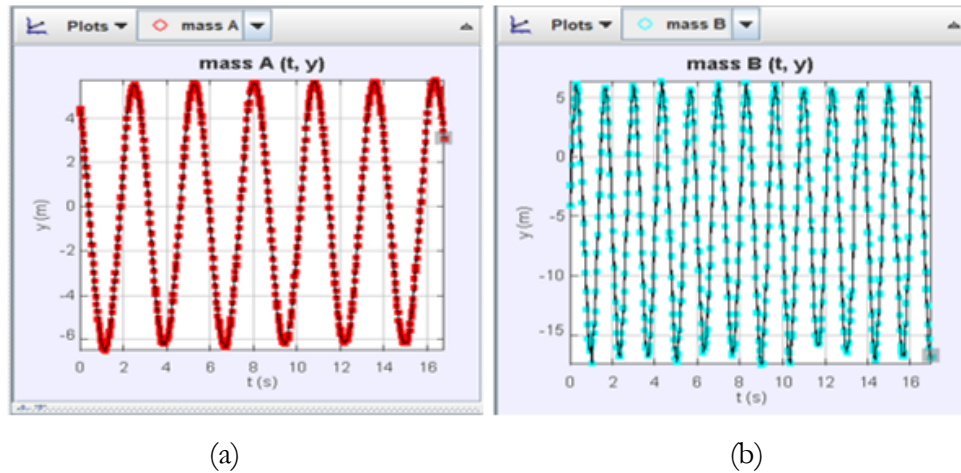 Plots mass A
mass A (t, y)
4
2
0
-2
-4
-6
y (m)
0 2 4 6 8 10 12 14 16
t (s)
(a)
Plots mass B
mass B (t, y)
5
0
-5
-10
-15
y (m)
0 2 4 6 8 10 12 14 16
t (s)
(b)